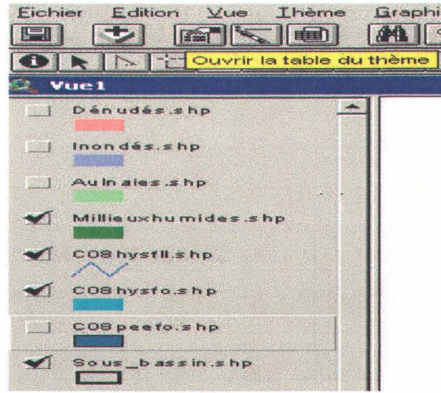 Fichier Edition Vue Thème Graphi
Ouvrir la table du thème
Vue1
Dénudés.shp
Inondés.shp
Aulnaies.shp
Millieuxhumides.shp
C08hysfll.shp
C08hysfo.shp
C08peefo.shp
Sous_bassin.shp